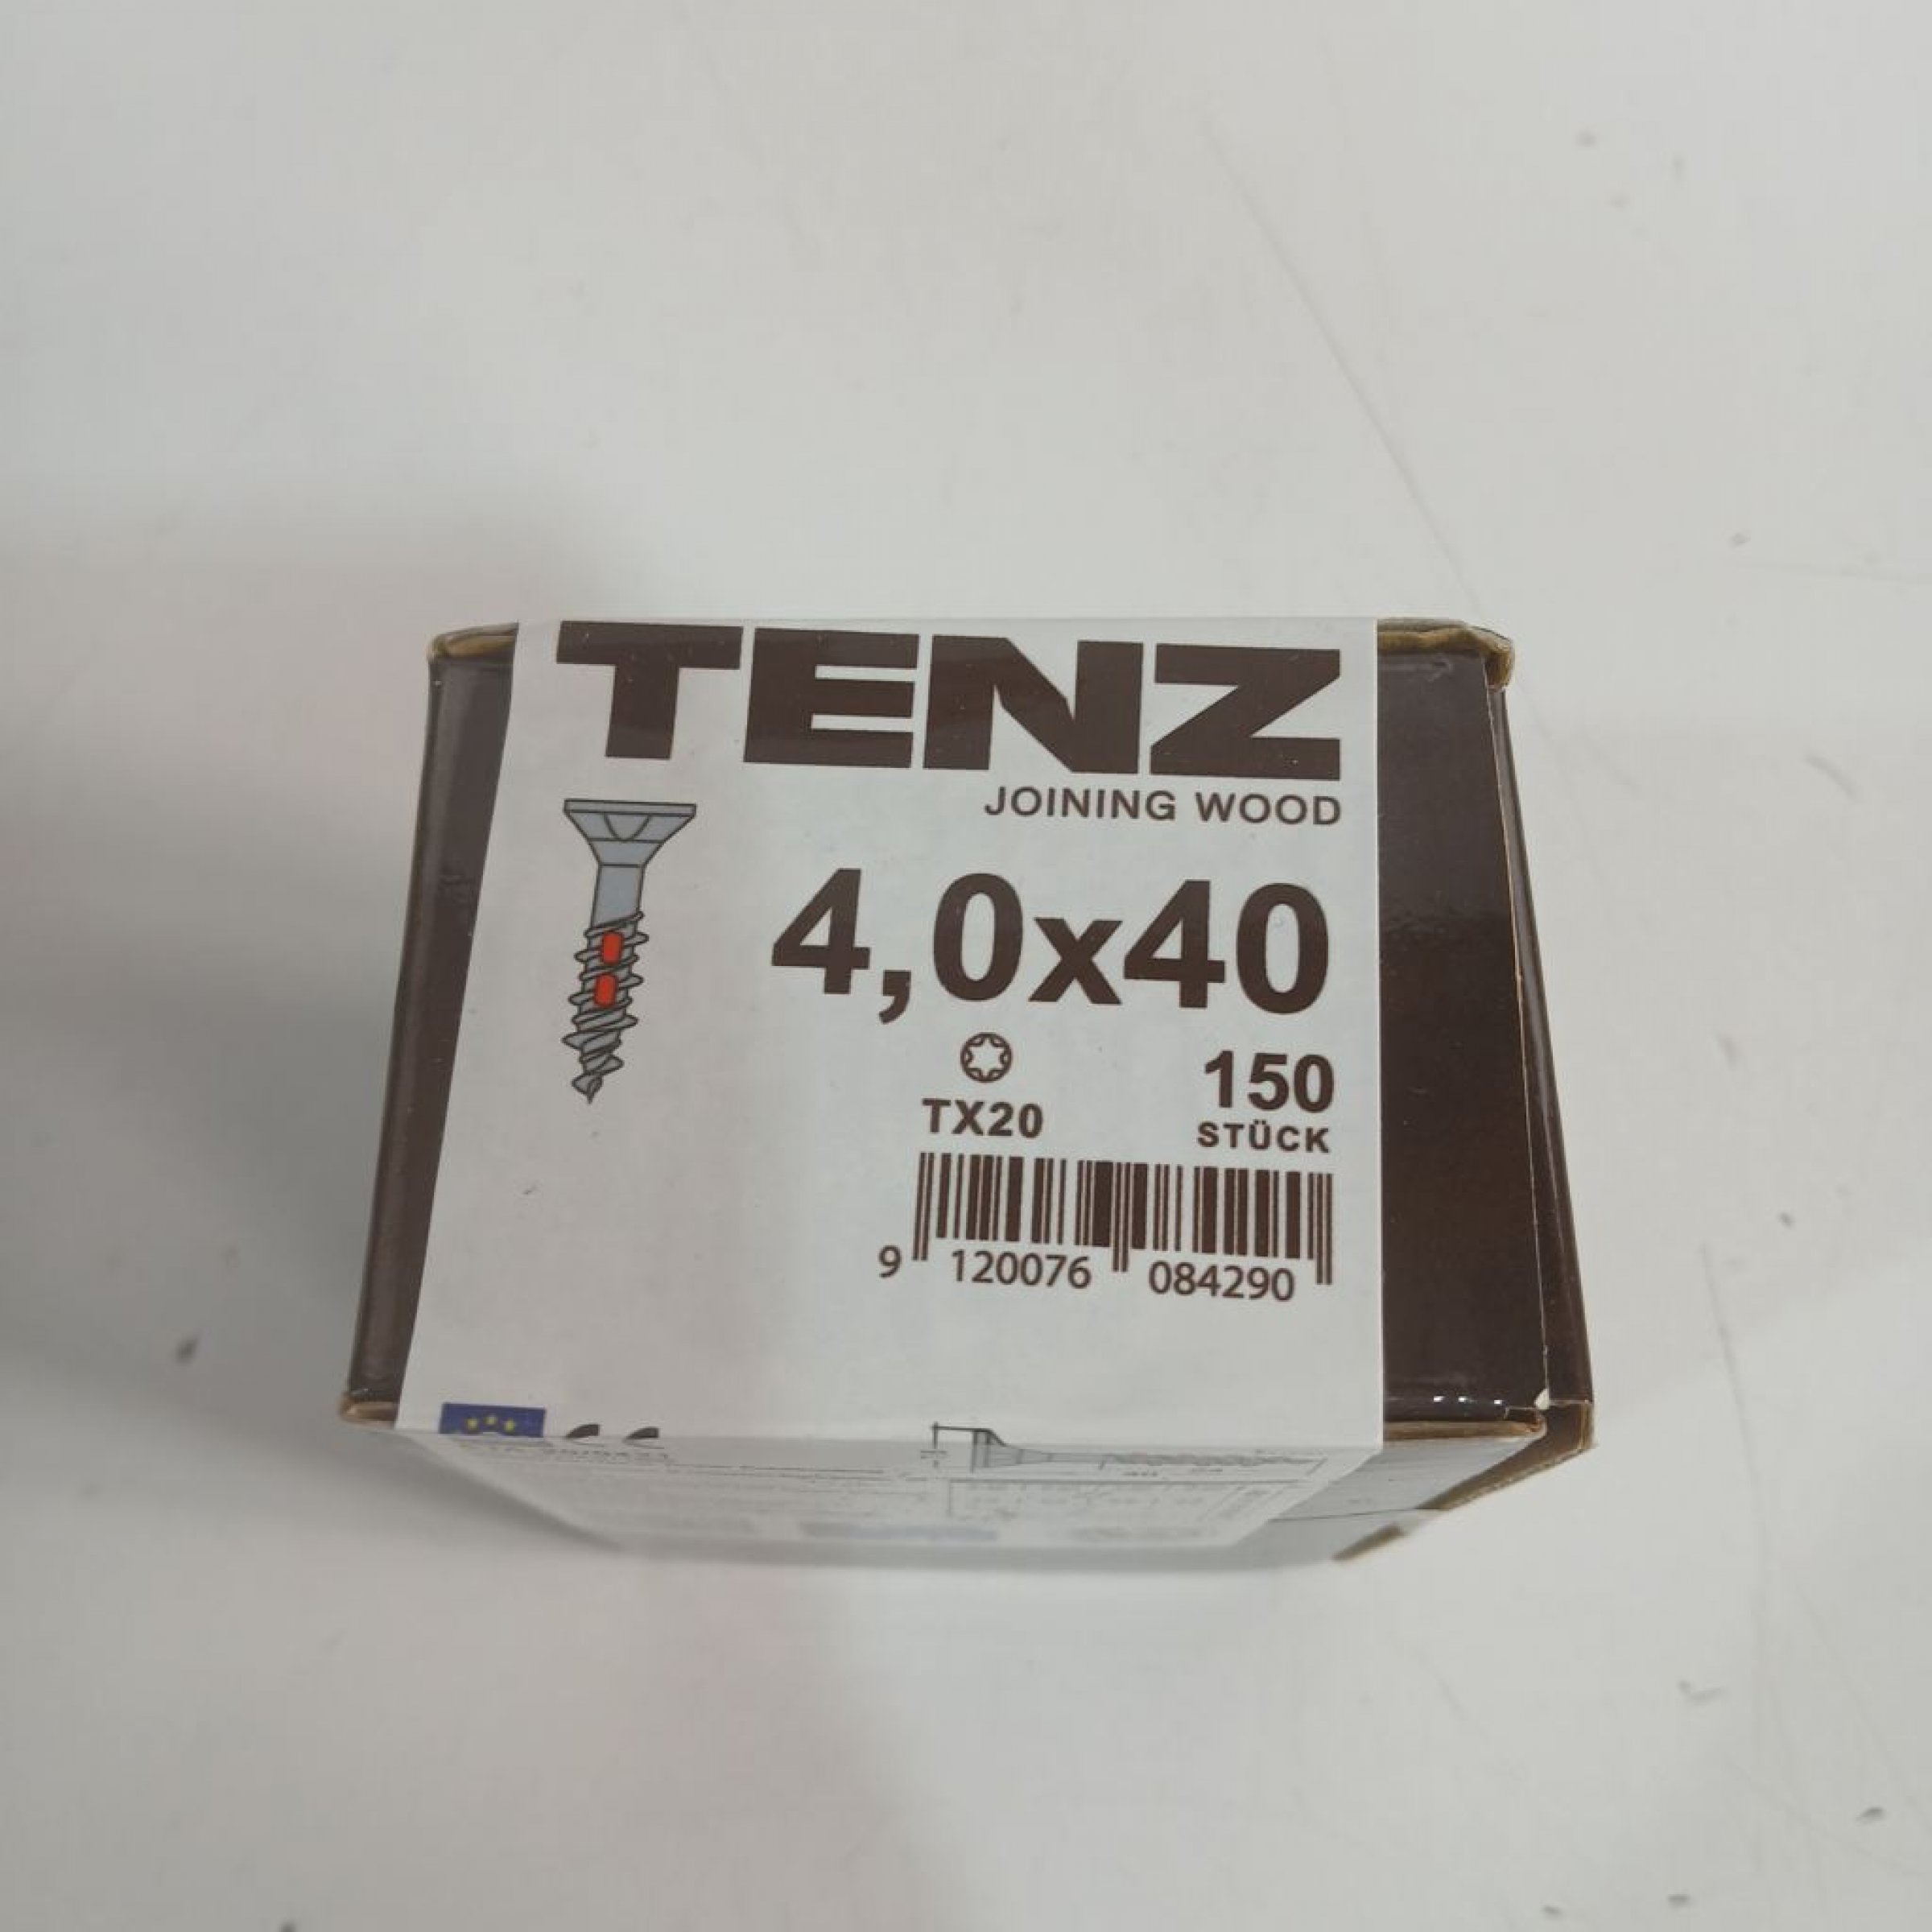 TENZ
JOINING WOOD
4,0x40
TX20
150
STÜCK
9 120076 084290